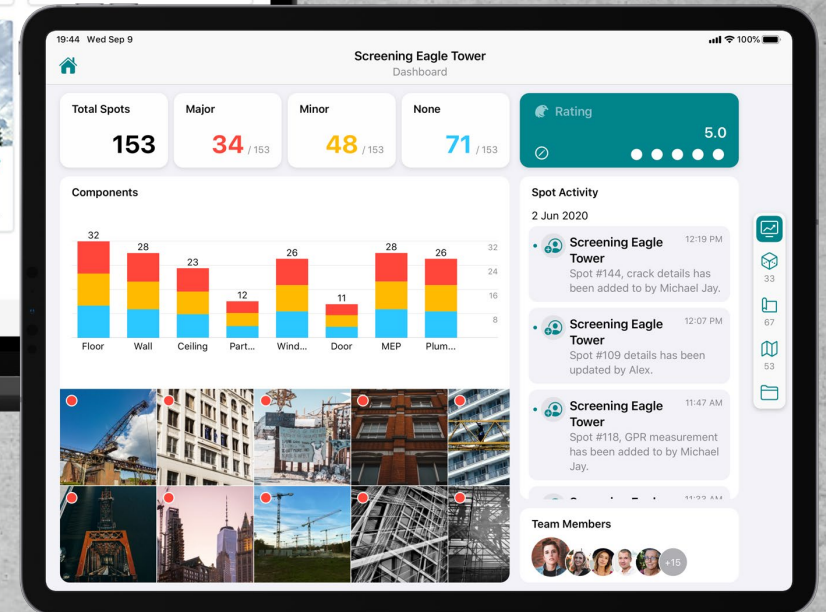 19:44 Wed Sep 9
100%
Screening Eagle Tower
Dashboard
Total Spots
153
Major
34 / 153
Minor
48 / 153
None
71 / 153
Rating
5.0
Components
32
28
23
12
26
11
28
26
32
24
16
8
Floor
Wall
Ceiling
Part...
Wind...
Door
MEP
Plum...
Spot Activity
2 Jun 2020
Screening Eagle
Tower
12:19 PM
Spot #144, crack details has
been added to by Michael Jay.
Screening Eagle
Tower
12:07 PM
Spot #109 details has been
updated by Alex.
Screening Eagle
Tower
11:47 AM
Spot #118, GPR measurement
has been added to by Michael
Jay.
33
67
53
Team Members
+15